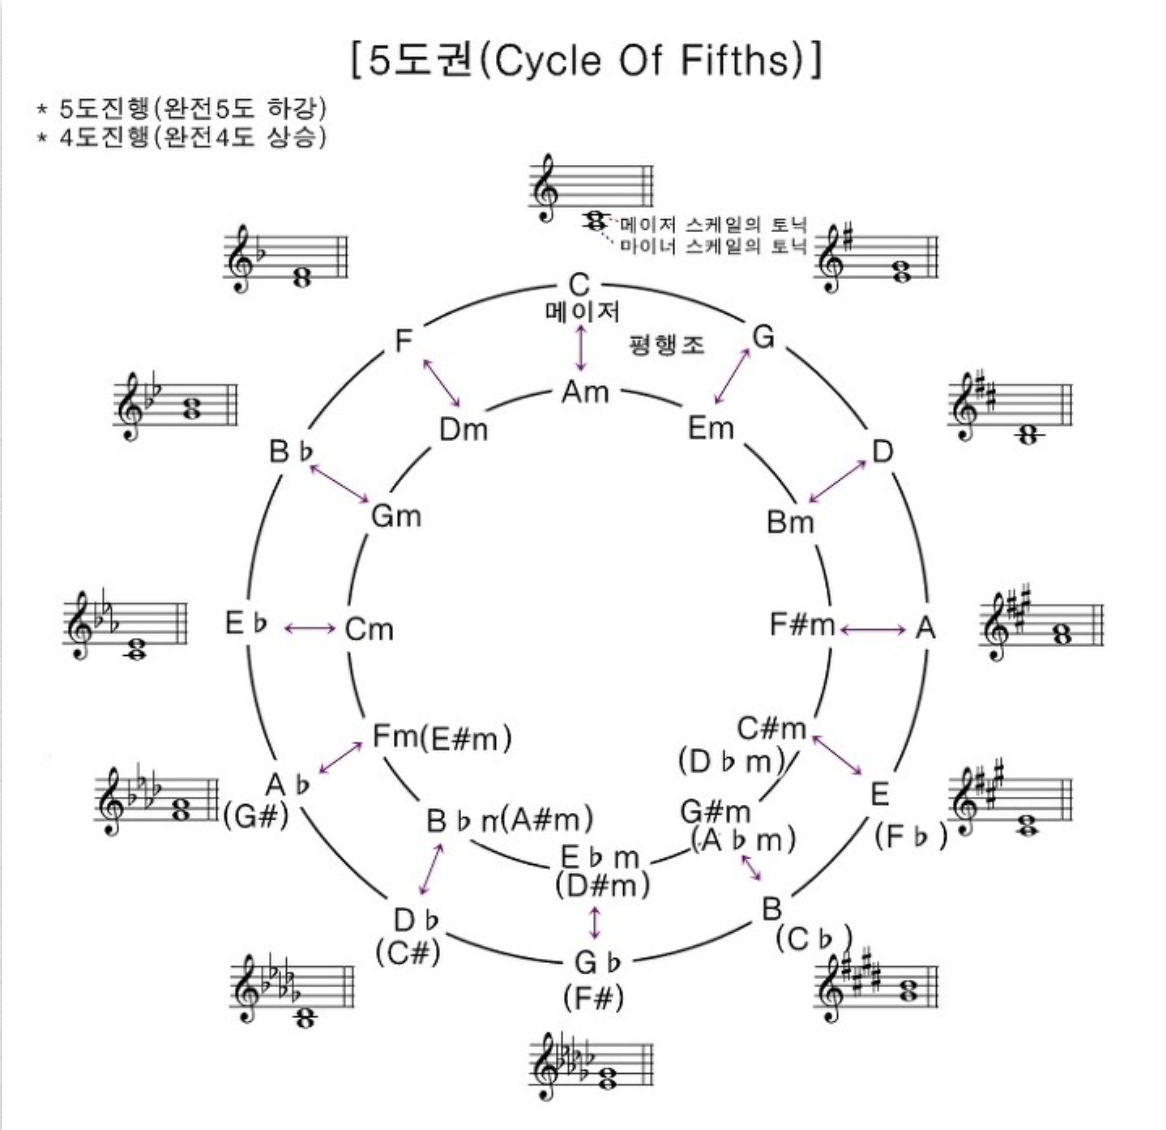 [5도권(Cycle Of Fifths)]
* 5도진행(완전5도 하강)
* 4도진행(완전4도 상승)
메이저 스케일의 토닉
마이너 스케일의 토닉
C
메이저
F
평행조
G
Am
Dm
Em
B♭
D
Gm
Bm
E♭
Cm
F#m
A
Fm(E#m)
C#m
(D♭m)
A♭
(G#)
E
(F♭)
B♭m(A#m)
G#m
(A♭m)
E♭m
(D#m)
D♭
(C#)
B
(C♭)
G♭
(F#)